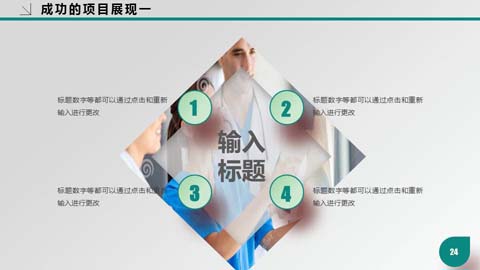 成功的项目展现一
标题数字等都可以通过点击和重新
输入进行更改
1
2
标题数字等都可以通过点击和重新
输入进行更改
输入
标题
标题数字等都可以通过点击和重新
输入进行更改
3
4
标题数字等都可以通过点击和重新
输入进行更改
24